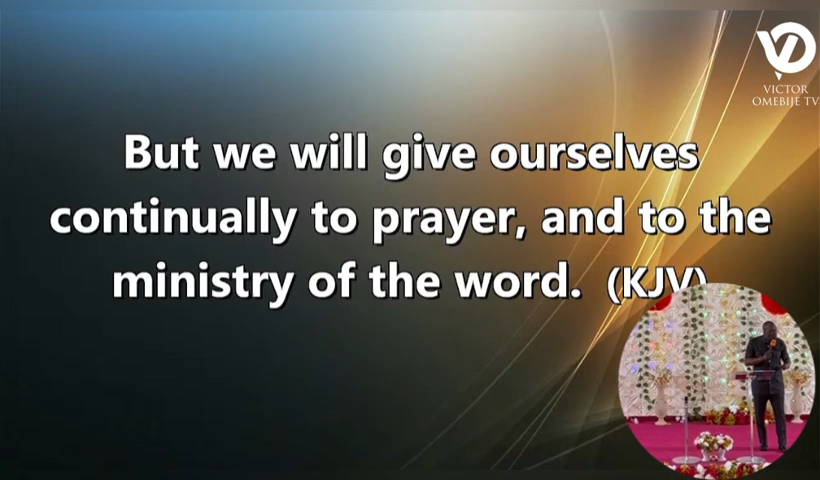 VICTOR
OMEBIJE TV
But we will give ourselves
continually to prayer, and to the
ministry of the word. (KJV)